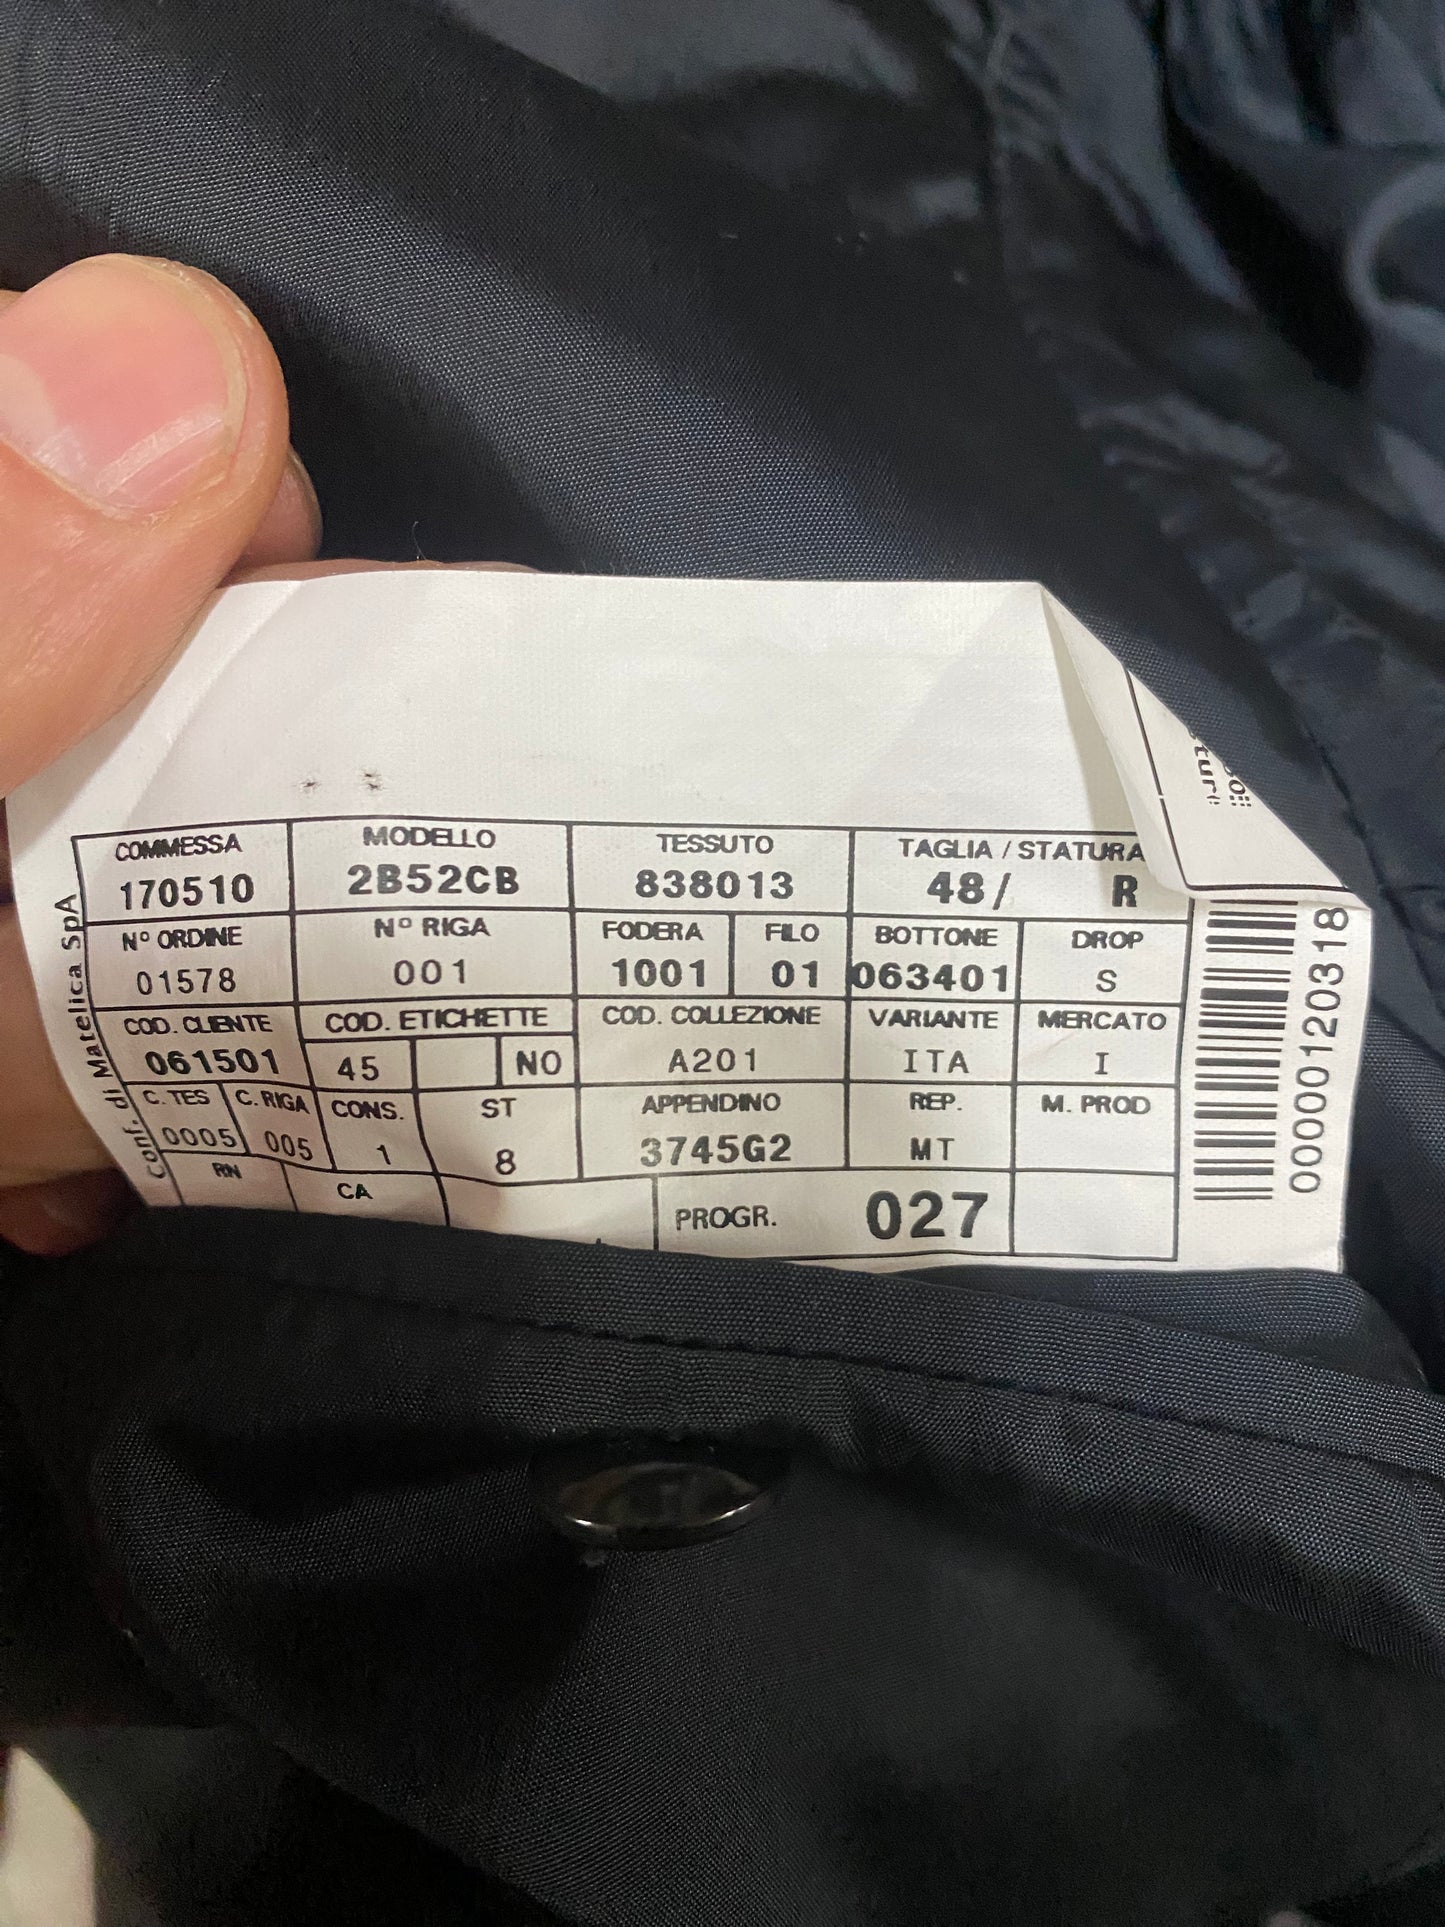 COMMESSA MODELLO TESSUTO TAGLIA / STATURA
170510 2B52CB 838013 48/ R
Nº ORDINE Nº RIGA FODERA FILO BOTTONE DROP
01578 001 1001 01 063401 S
COD. CLIENTE COD. ETICHETTE COD. COLLEZIONE VARIANTE MERCATO
061501 45 NO A201 ITA I
C. TES C. RIGA CONS. ST APPENDINO REP. M. PROD
0005 005 1 8 3745G2 MT
RN CA PROGR. 027
Conf. di Matelica SpA
0000120318